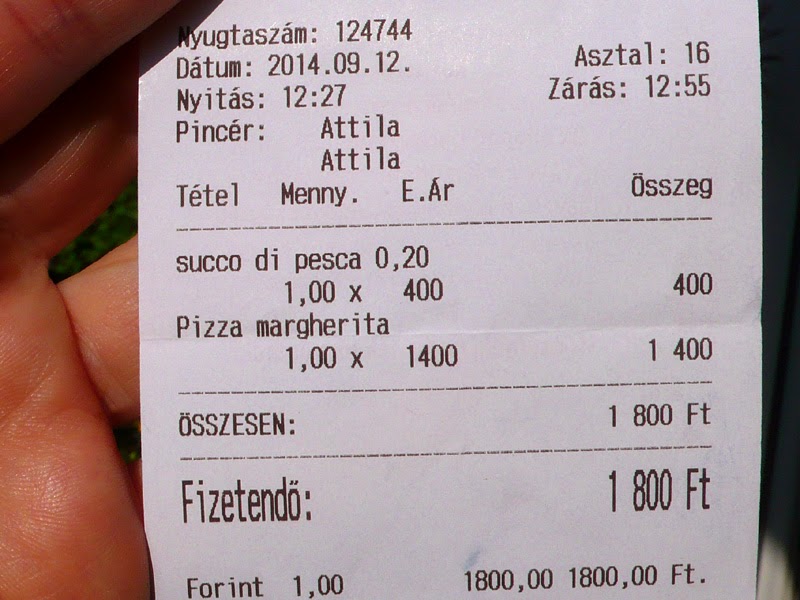 Nyugtaszám: 124744
Dátum: 2014.09.12. Asztal: 16
Nyitás: 12:27 Zárás: 12:55
Pincér: Attila
Attila
Tétel Menny. E.Ár Összeg
succo di pesca 0,20
1,00 x 400 400
Pizza margherita
1,00 x 1400 1 400
ÖSSZESEN: 1 800 Ft
Fizetendő: 1 800 Ft
Forint 1,00 1800,00 1800,00 Ft.